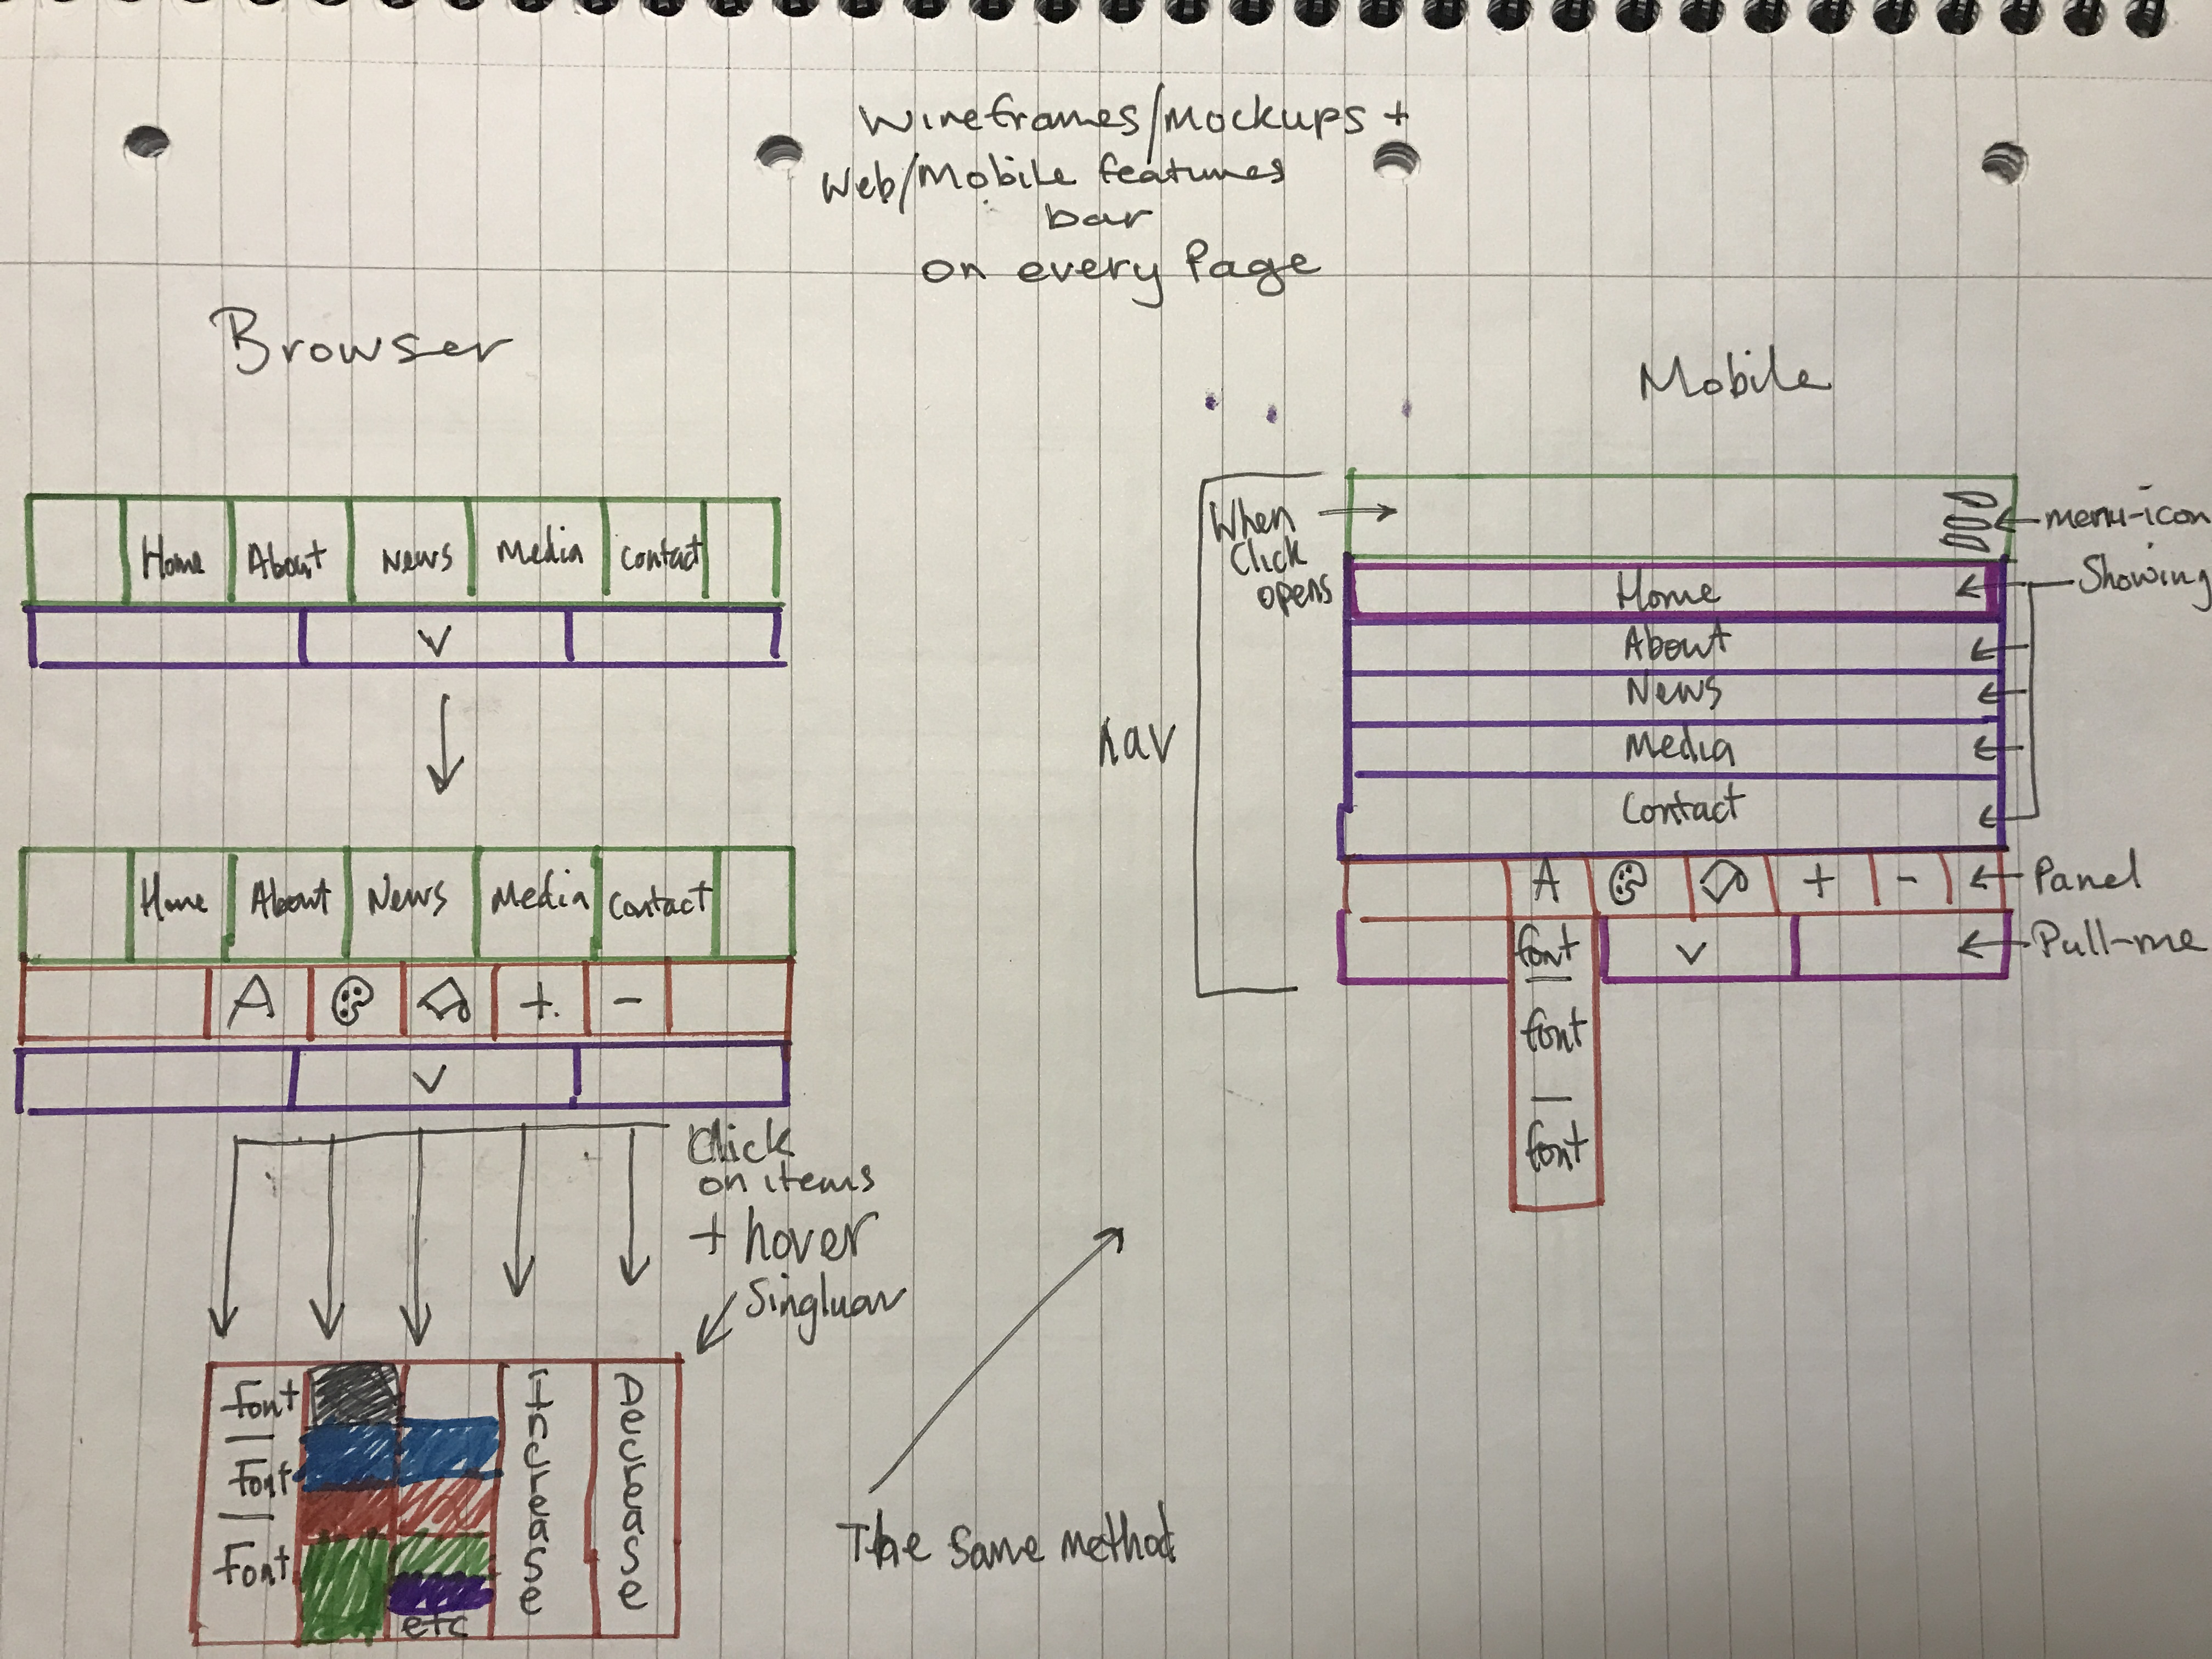 Wireframes/Mockups +
Web/Mobile features
bar
on every Page
Browser
Home About News Media Contact
V
Home About News Media Contact
A + -
V
Click
on items
+ hover
Singluar
Font
Font
Font
etc
Increase
Decrease
The Same method
Mobile
When
Click
opens
nav
menu-icon
Showing
Home
About
News
Media
Contact
A + -
Panel
font
V
Pull-me
font
font